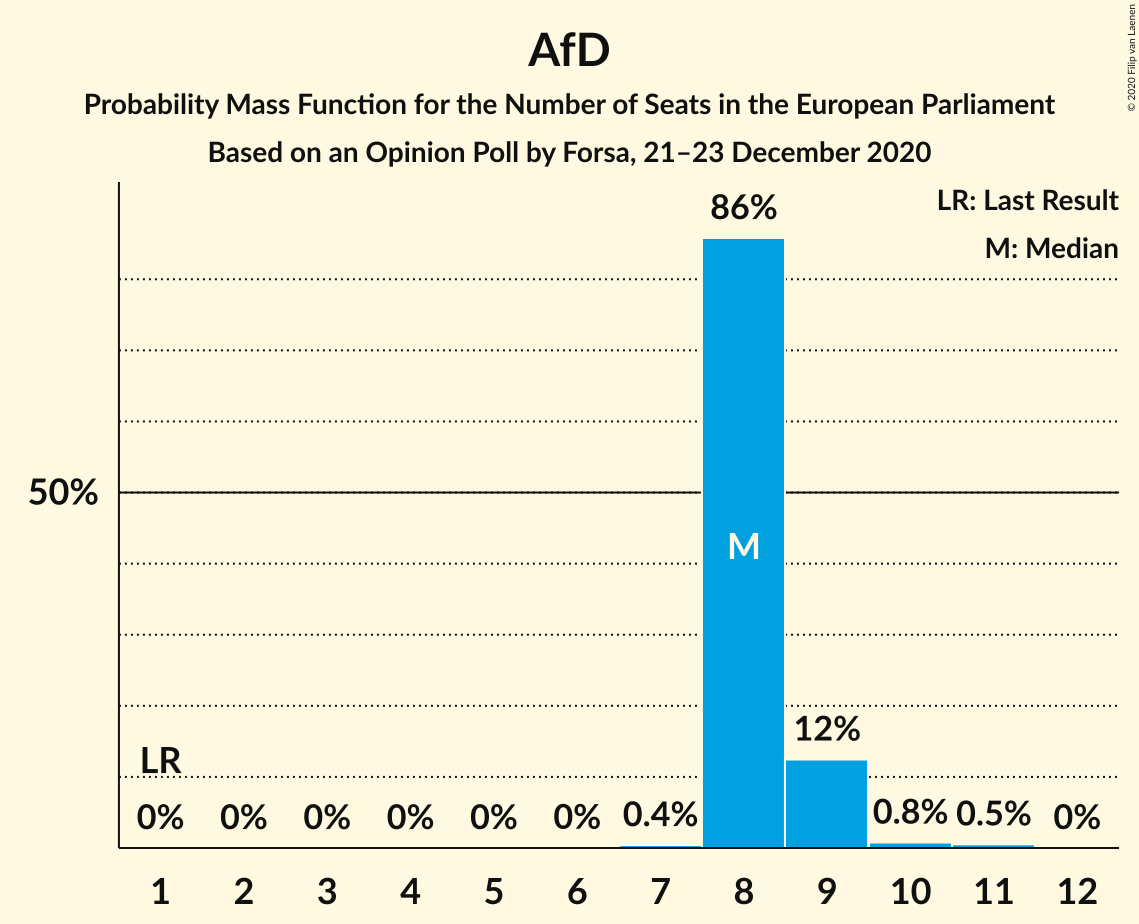 AfD
Probability Mass Function for the Number of Seats in the European Parliament
Based on an Opinion Poll by Forsa, 21–23 December 2020
© 2020 Filip van Laenen
LR: Last Result
M: Median
86%
50%
M
12%
LR
0% 0% 0% 0% 0% 0% 0.4% 0.8% 0.5% 0%
1 2 3 4 5 6 7 8 9 10 11 12